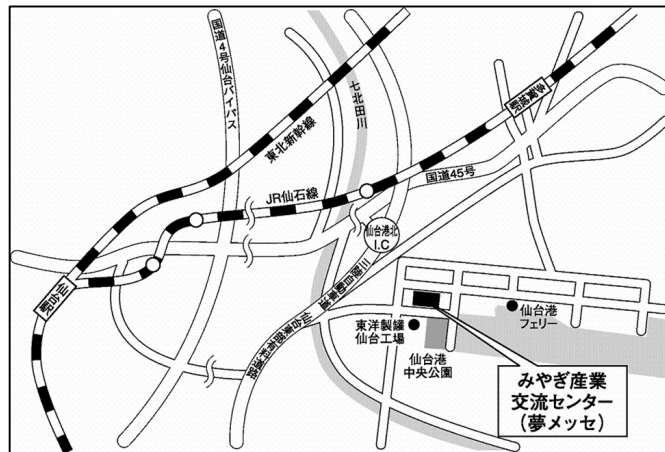 国道4号仙台バイパス
東北新幹線
七北田川
多賀城駅
JR仙石線
国道45号
仙台港北
I.C
仙台駅
三陸自動車道
仙台東部有料道路
東洋製罐
仙台工場
仙台港
フェリー
仙台港
中央公園
みやぎ産業
交流センター
(夢メッセ)